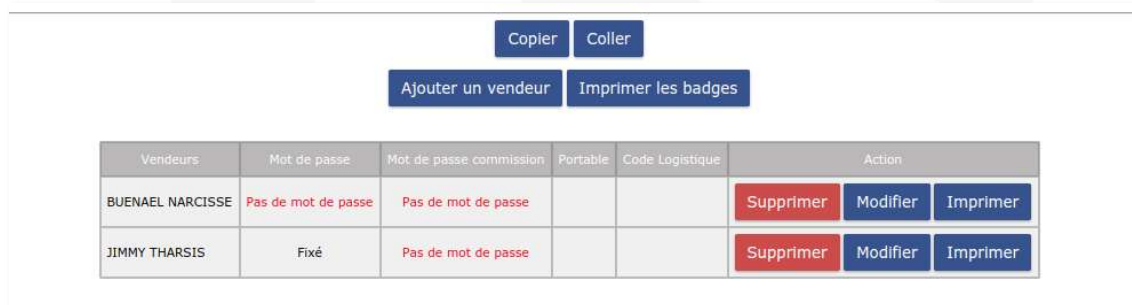 Copier Coller
Ajouter un vendeur Imprimer les badges
Vendeurs Mot de passe Mot de passe commission Portable Code Logistique Action
BUENAEL NARCISSE Pas de mot de passe Pas de mot de passe Supprimer Modifier Imprimer
JIMMY THARSIS Fixé Pas de mot de passe Supprimer Modifier Imprimer